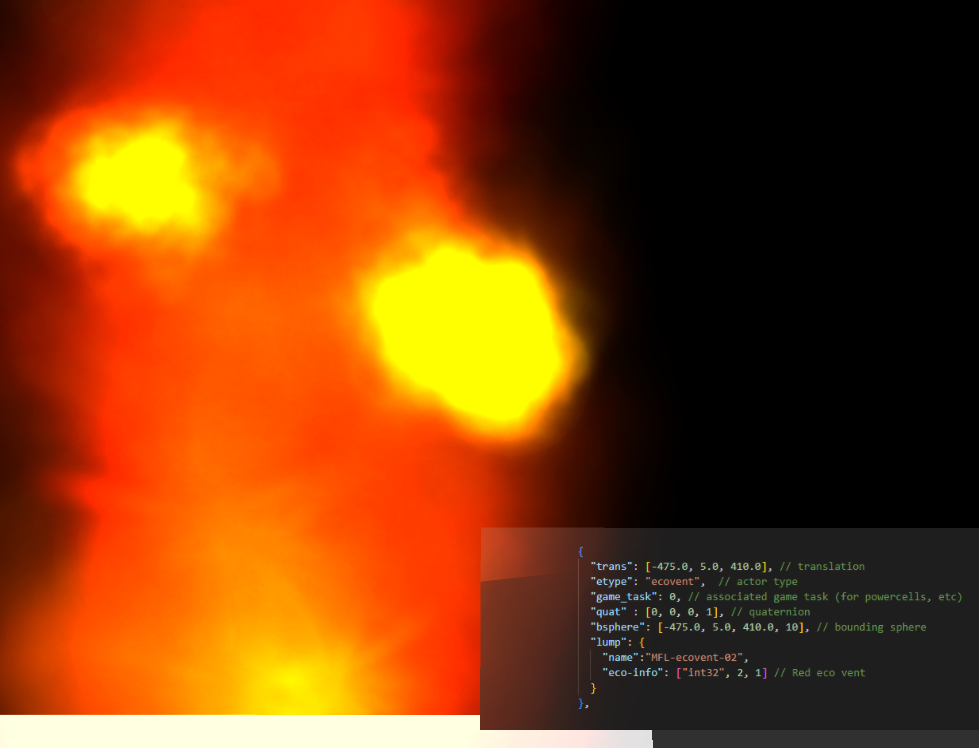 {
"trans": [-475.0, 5.0, 410.0], // translation
"etype": "ecovent",  // actor type
"game_task": 0, // associated game task (for powercells, etc)
"quat" : [0, 0, 0, 1], // quaternion
"bsphere": [-475.0, 5.0, 410.0, 10], // bounding sphere
"lump": {
"name":"MFL-ecovent-02",
"eco-info": ["int32", 2, 1] // Red eco vent
}
},